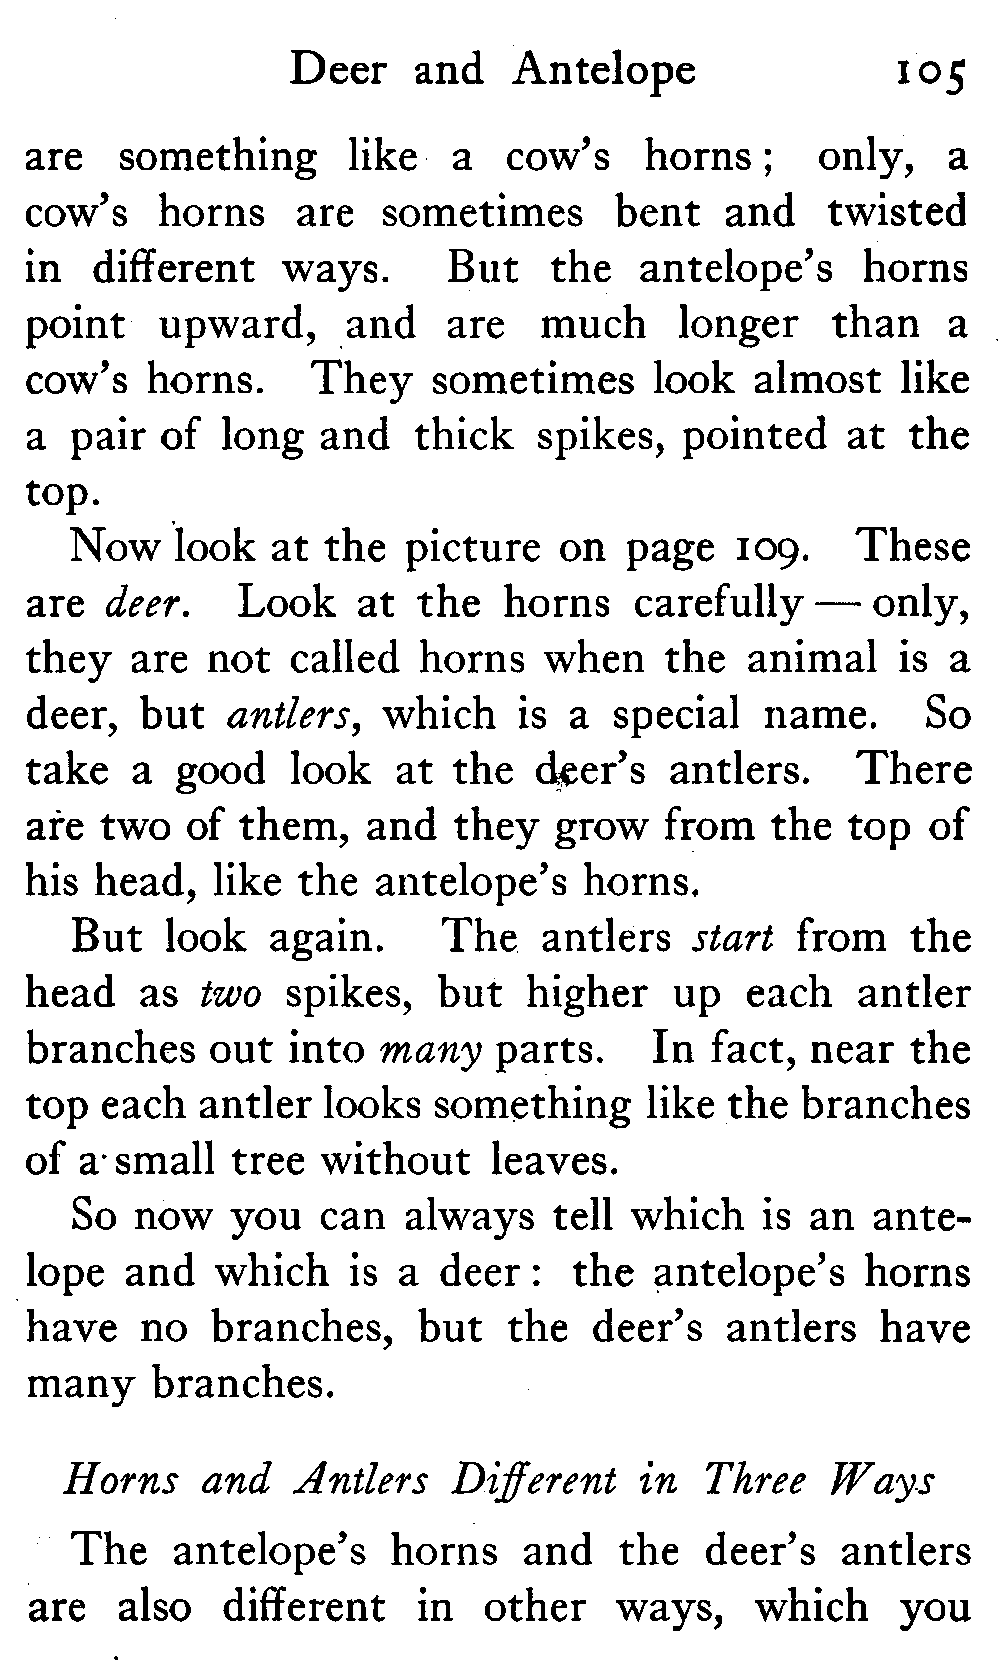 Deer and Antelope 105
are something like a cow's horns; only, a
cow's horns are sometimes bent and twisted
in different ways. But the antelope's horns
point upward, and are much longer than a
cow's horns. They sometimes look almost like
a pair of long and thick spikes, pointed at the
top.
Now look at the picture on page 109. These
are deer. Look at the horns carefully — only,
they are not called horns when the animal is a
deer, but antlers, which is a special name. So
take a good look at the deer's antlers. There
are two of them, and they grow from the top of
his head, like the antelope's horns.
But look again. The antlers start from the
head as two spikes, but higher up each antler
branches out into many parts. In fact, near the
top each antler looks something like the branches
of a small tree without leaves.
So now you can always tell which is an ante-
lope and which is a deer: the antelope's horns
have no branches, but the deer's antlers have
many branches.
Horns and Antlers Different in Three Ways
The antelope's horns and the deer's antlers
are also different in other ways, which you